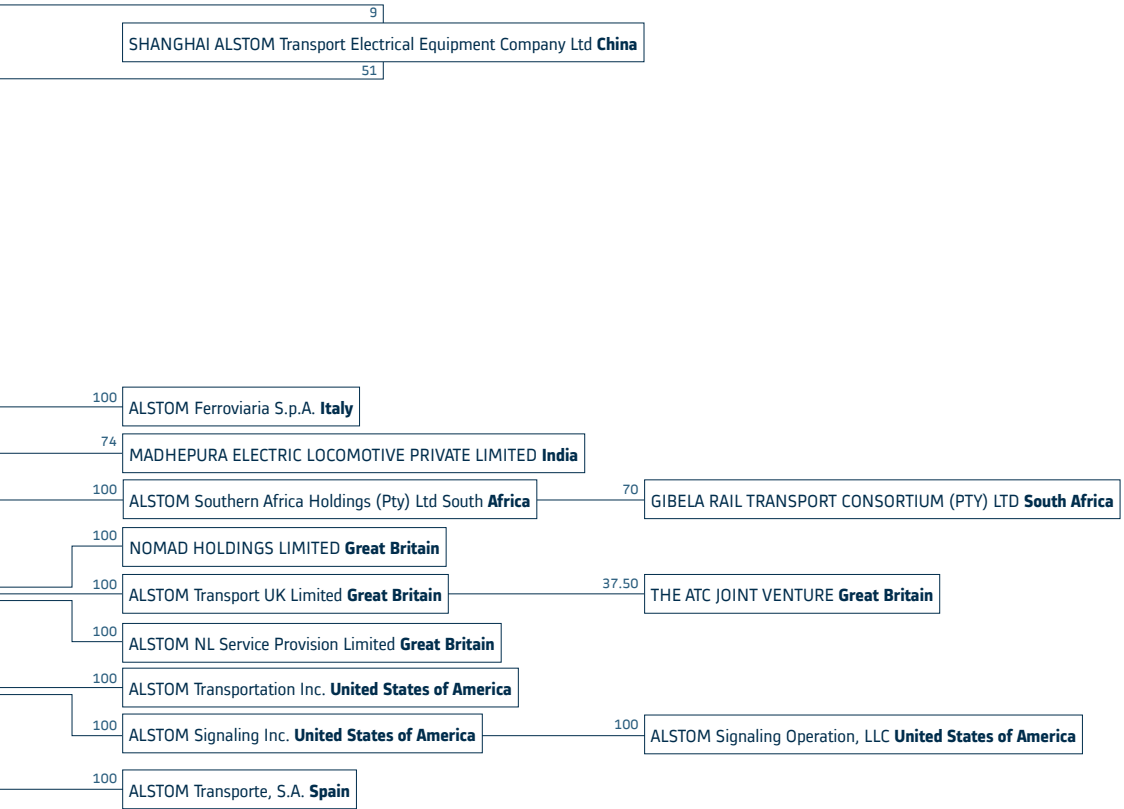 9
SHANGHAI ALSTOM Transport Electrical Equipment Company Ltd China
51
100
ALSTOM Ferroviaria S.p.A. Italy
74
MADHEPURA ELECTRIC LOCOMOTIVE PRIVATE LIMITED India
100
ALSTOM Southern Africa Holdings (Pty) Ltd South Africa
70
GIBELA RAIL TRANSPORT CONSORTIUM (PTY) LTD South Africa
100
NOMAD HOLDINGS LIMITED Great Britain
100
ALSTOM Transport UK Limited Great Britain
37.50
THE ATC JOINT VENTURE Great Britain
100
ALSTOM NL Service Provision Limited Great Britain
100
ALSTOM Transportation Inc. United States of America
100
ALSTOM Signaling Inc. United States of America
100
ALSTOM Signaling Operation, LLC United States of America
100
ALSTOM Transporte, S.A. Spain